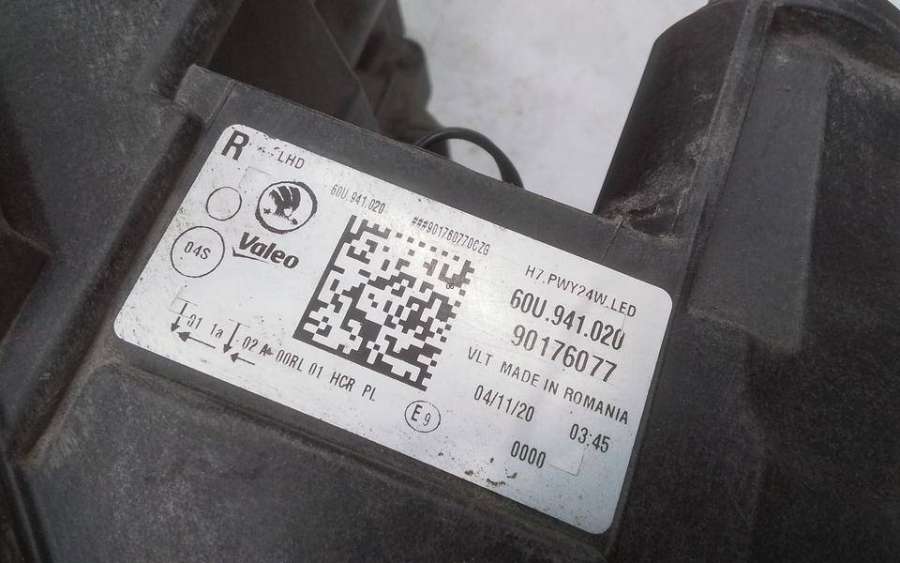 R LHD
60U.941.020 ###901760770CZG
04S Valeo
H7.PWY24W.LED
60U.941.020
90176077
VLT MADE IN ROMANIA
04/11/20 03:45
0000
01 1a 02 A 00RL 01 HCR PL
E9